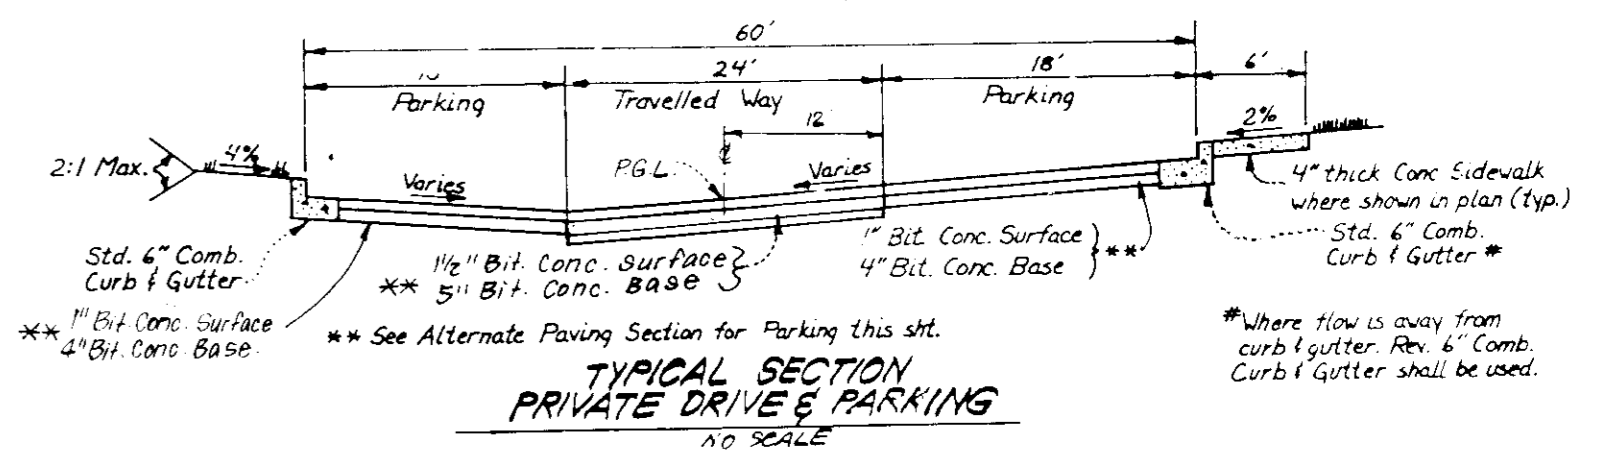 60'
24'
18'
6'
Parking
Travelled Way
Parking
12
2%
2:1 Max.
4%
Varies
P.G.L.
℄
Varies
4" thick Conc Sidewalk
where shown in plan (typ.)
Std. 6" Comb.
Curb & Gutter
1 1/2" Bit. Conc. Surface
** 5" Bit. Conc. Base
1" Bit. Conc. Surface
4" Bit. Conc. Base
**
Std. 6" Comb.
Curb & Gutter #
** 1" Bit. Conc. Surface
4" Bit. Conc. Base.
** See Alternate Paving Section for Parking this sht.
# Where flow is away from
curb & gutter. Rev. 6" Comb.
Curb & Gutter shall be used.
TYPICAL SECTION
PRIVATE DRIVE & PARKING
NO SCALE